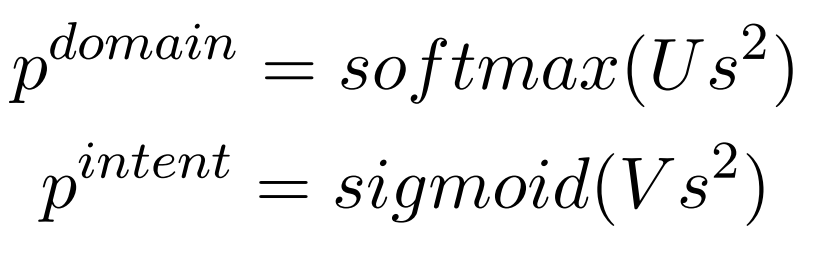 p^{domain} = softmax(Us^2)
p^{intent} = sigmoid(Vs^2)